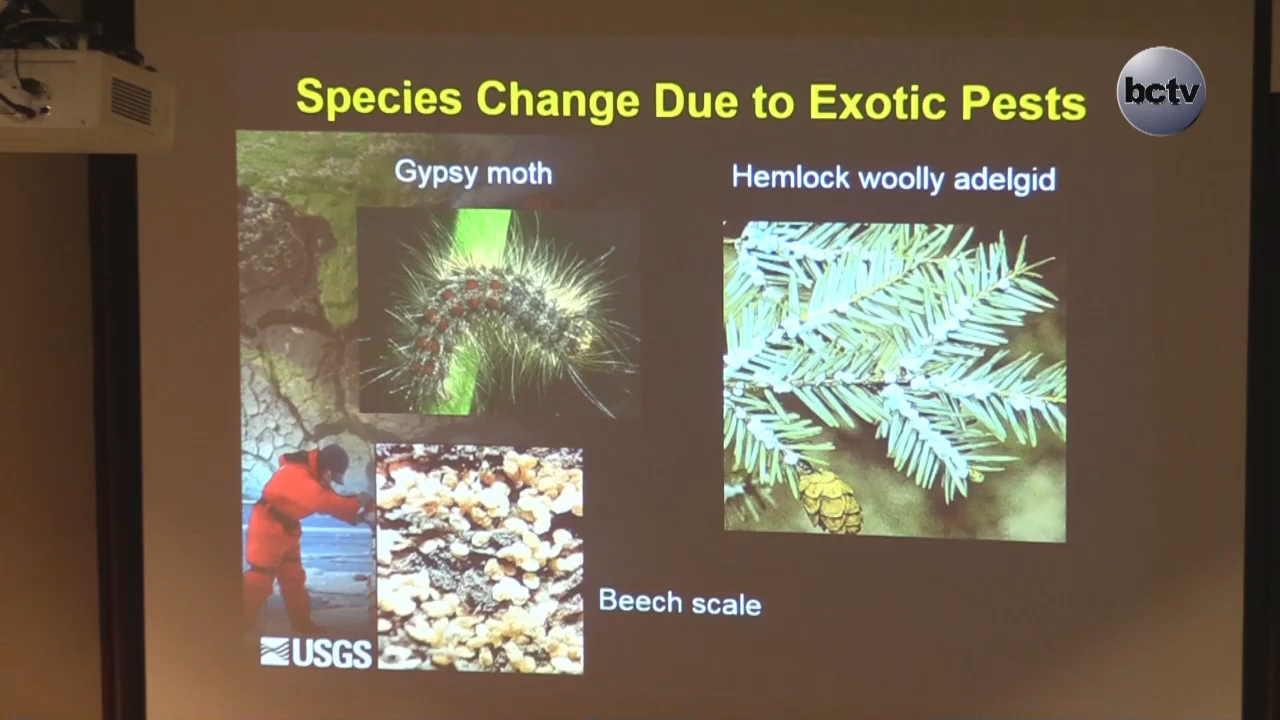 Species Change Due to Exotic Pests
bctv
Gypsy moth
Hemlock woolly adelgid
Beech scale
USGS